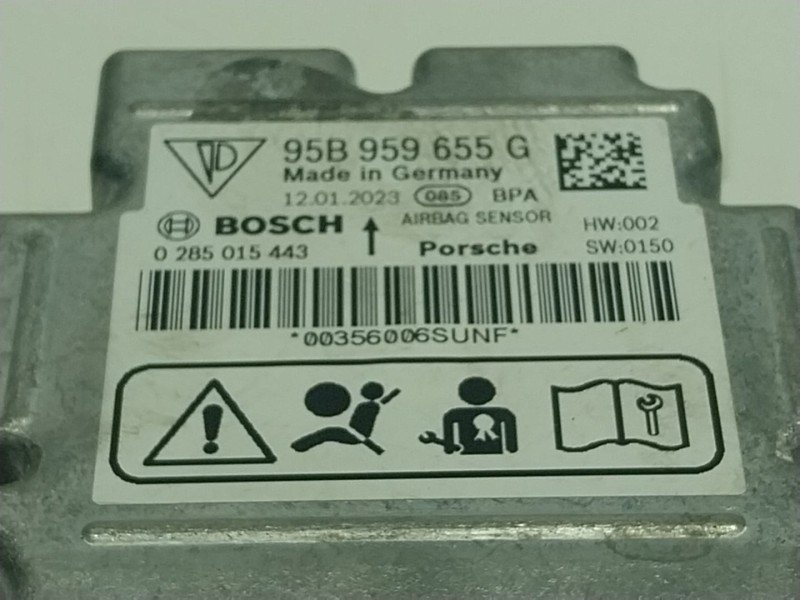 95B 959 655 G
Made in Germany
12.01.2023 085 BPA
BOSCH AIRBAG SENSOR HW:002
0 285 015 443 Porsche SW:0150
*00356006SUNF*